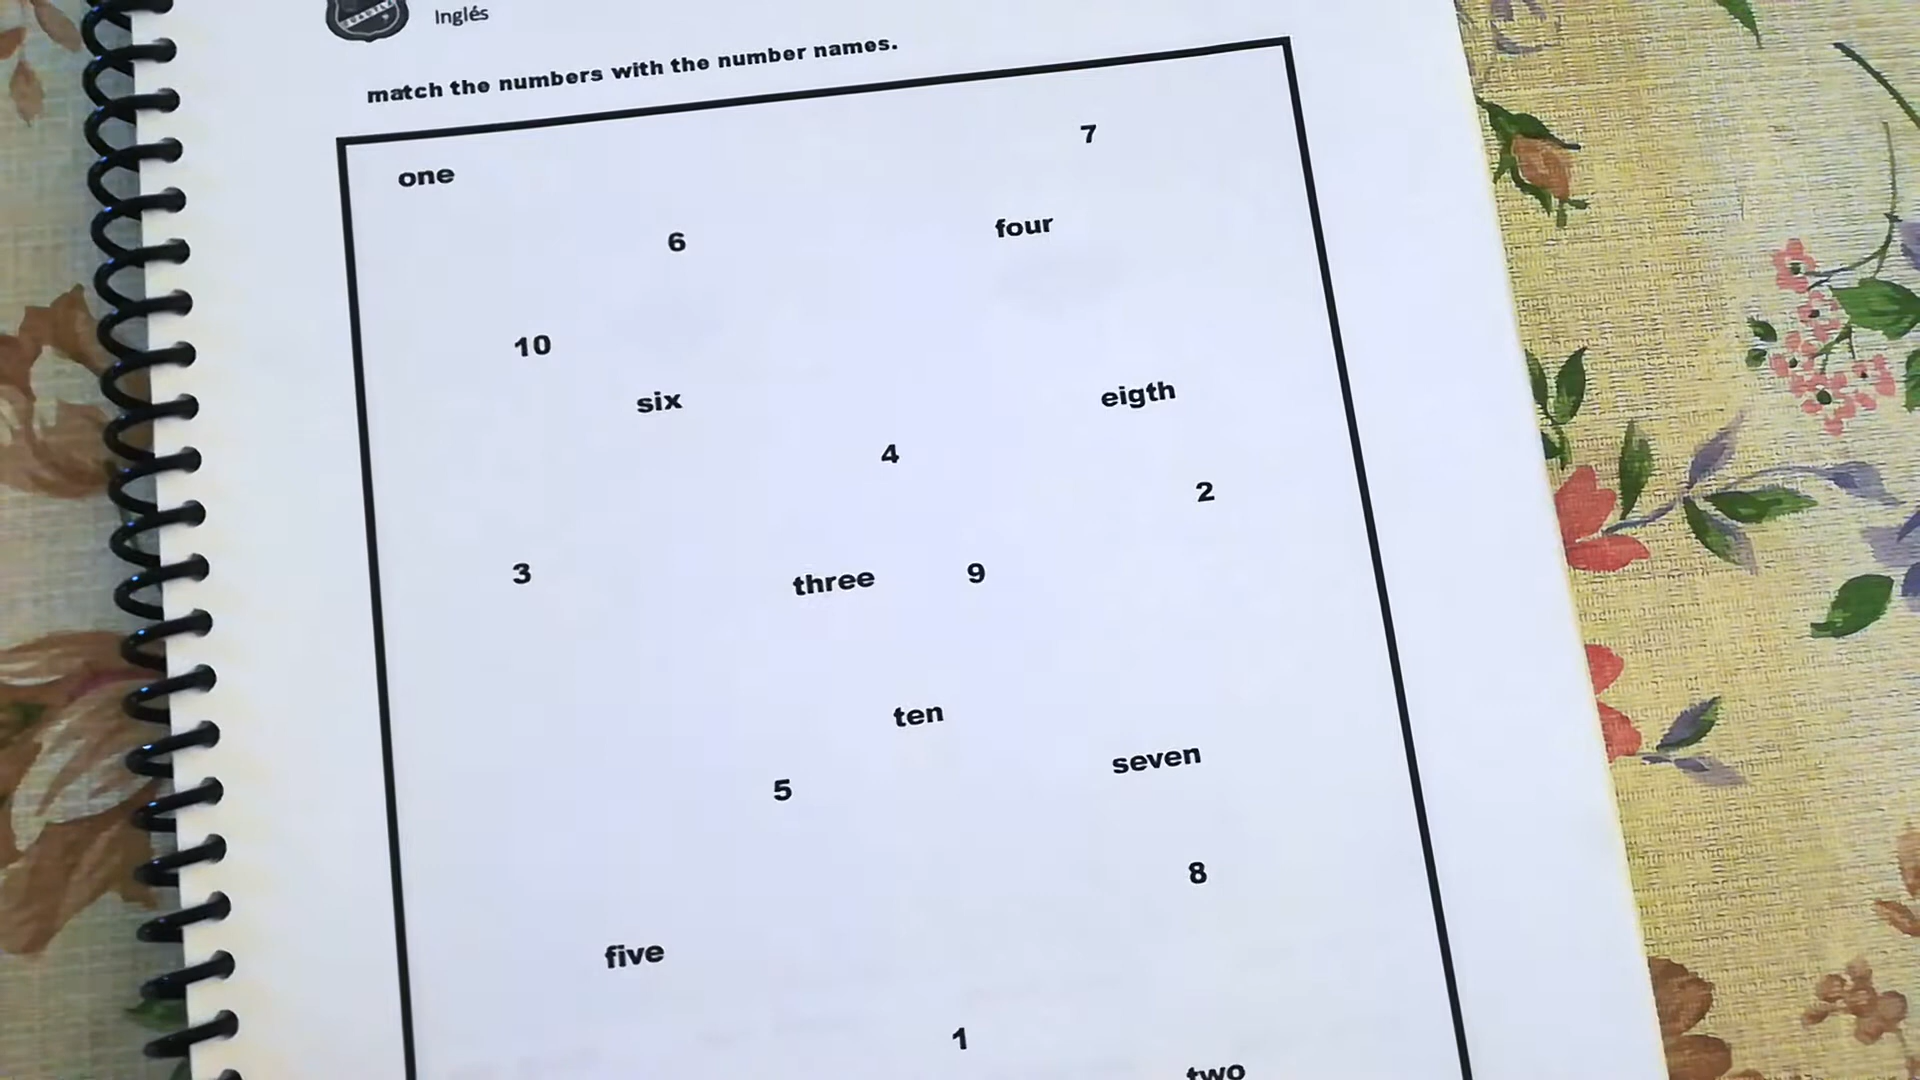 Inglés
match the numbers with the number names.
7
one
four
6
10
six
eigth
4
2
3
three
9
ten
seven
5
8
five
1
two